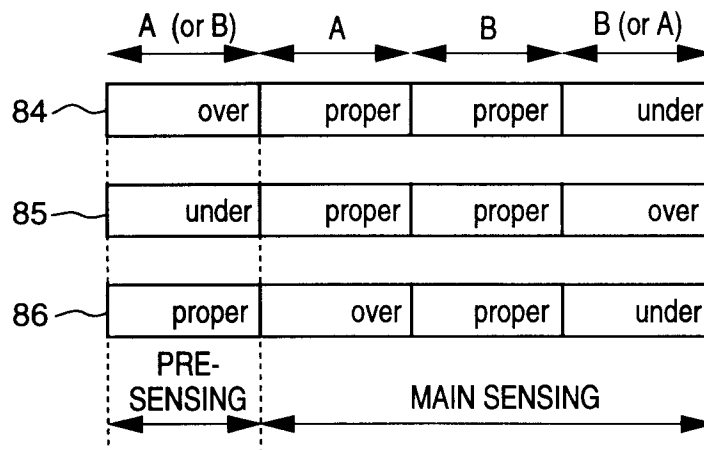 A (or B) A B B (or A)
84 over proper proper under
85 under proper proper over
86 proper over proper under
PRE-
SENSING MAIN SENSING